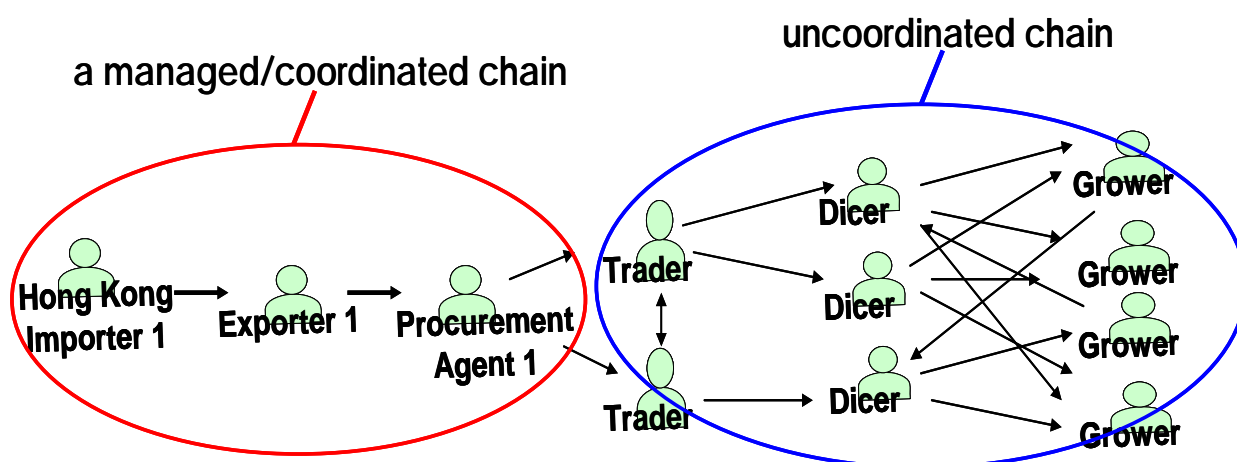 uncoordinated chain
a managed/coordinated chain
Grower
Dicer
Trader
Grower
Hong Kong
Importer 1
Exporter 1
Procurement
Agent 1
Dicer
Grower
Dicer
Trader
Grower